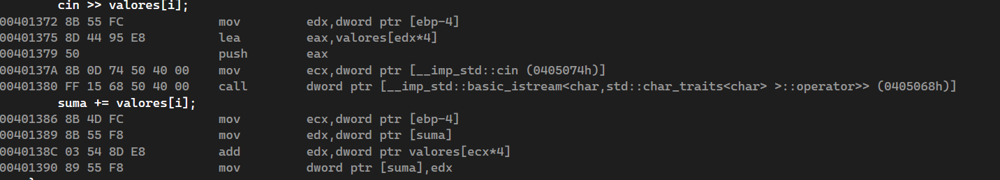 cin >> valores[i];
00401372 8B 55 FC mov edx,dword ptr [ebp-4]
00401375 8D 44 95 E8 lea eax,valores[edx*4]
00401379 50 push eax
0040137A 8B 0D 74 50 40 00 mov ecx,dword ptr [__imp_std::cin (0405074h)]
00401380 FF 15 68 50 40 00 call dword ptr [__imp_std::basic_istream<char,std::char_traits<char> >::operator>> (0405068h)]
suma += valores[i];
00401386 8B 4D FC mov ecx,dword ptr [ebp-4]
00401389 8B 55 F8 mov edx,dword ptr [suma]
0040138C 03 54 8D E8 add edx,dword ptr valores[ecx*4]
00401390 89 55 F8 mov dword ptr [suma],edx